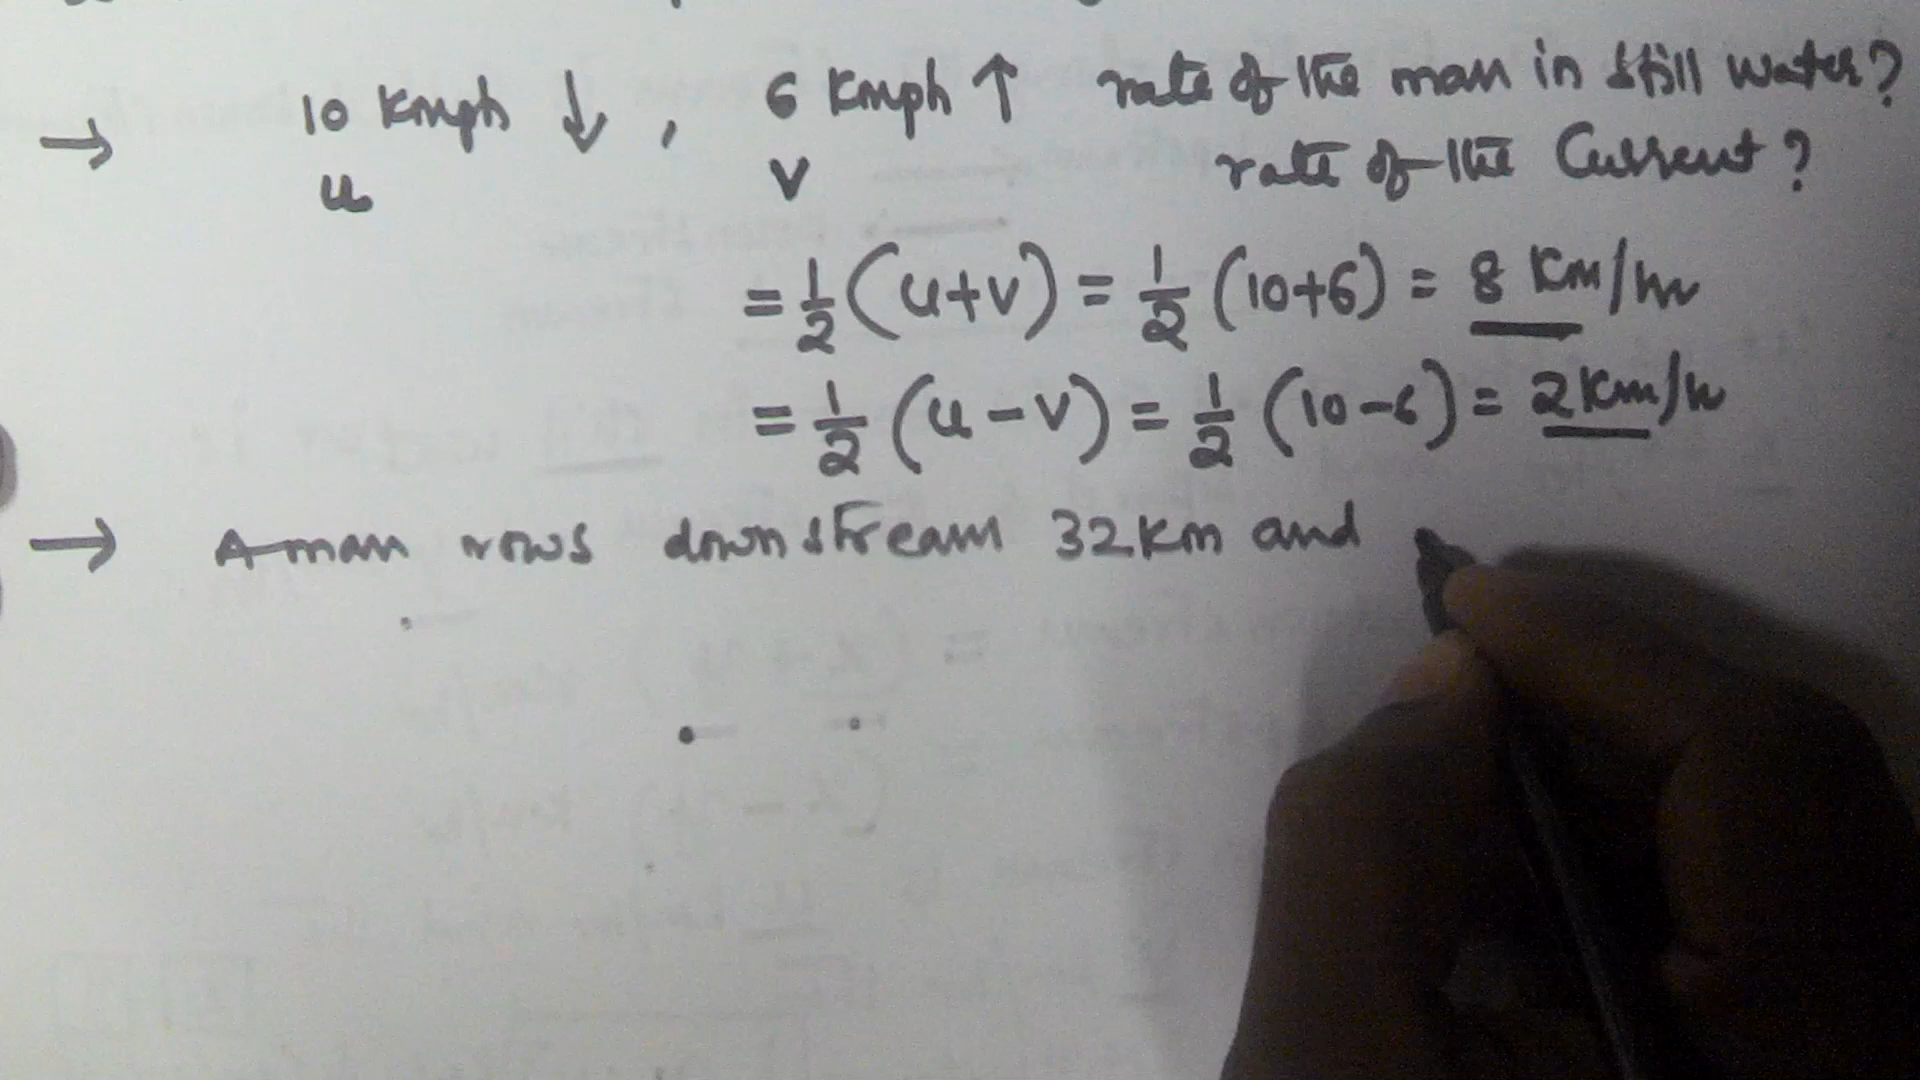 → 10 Kmph ↓, 6 Kmph ↑ rate of the man in still water?
u v rate of the Current?
= 1/2 (u+v) = 1/2 (10+6) = 8 Km/hr
= 1/2 (u-v) = 1/2 (10-6) = 2 Km/h
→ A man rows downstream 32 km and